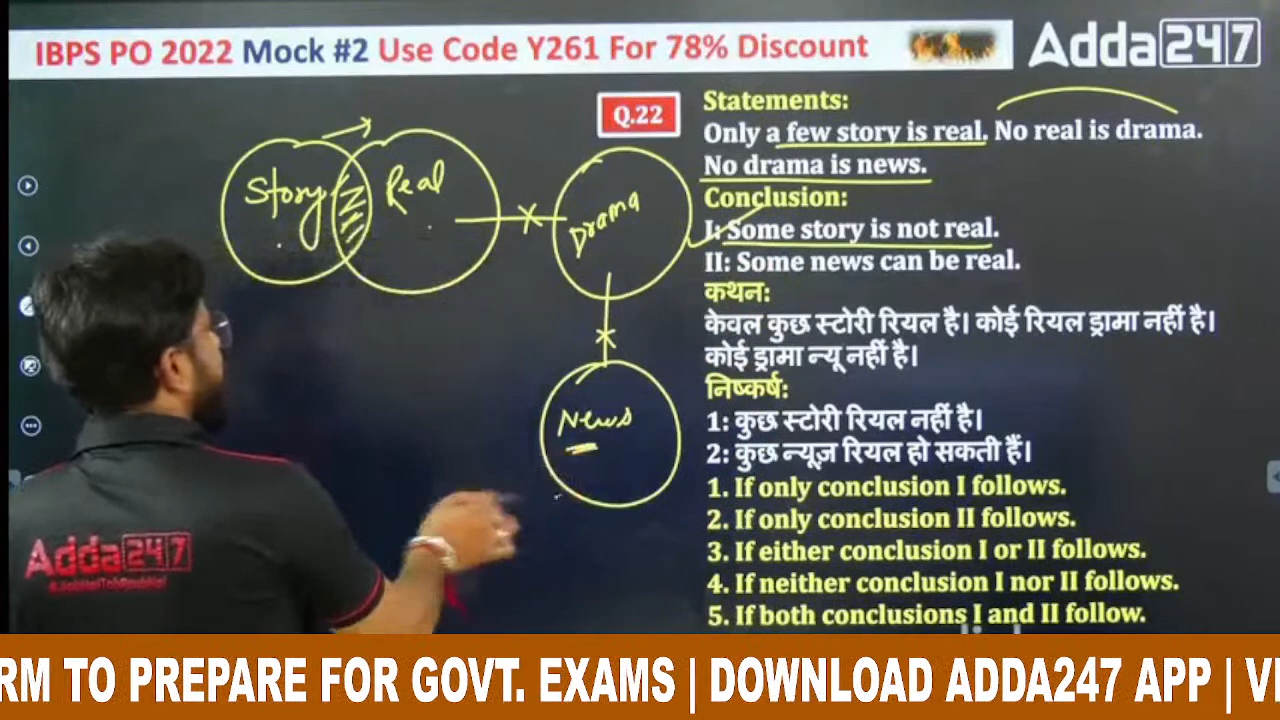 IBPS PO 2022 Mock #2 Use Code Y261 For 78% Discount
Adda247
Q.22
Statements:
Only a few story is real. No real is drama.
No drama is news.
Conclusion:
I: Some story is not real.
II: Some news can be real.
कथन:
केवल कुछ स्टोरी रियल है। कोई रियल ड्रामा नहीं है।
कोई ड्रामा न्यू नहीं है।
निष्कर्ष:
1: कुछ स्टोरी रियल नहीं है।
2: कुछ न्यूज़ रियल हो सकती हैं।
1. If only conclusion I follows.
2. If only conclusion II follows.
3. If either conclusion I or II follows.
4. If neither conclusion I nor II follows.
5. If both conclusions I and II follow.
Story
Real
Drama
News
Adda247
RM TO PREPARE FOR GOVT. EXAMS | DOWNLOAD ADDA247 APP |